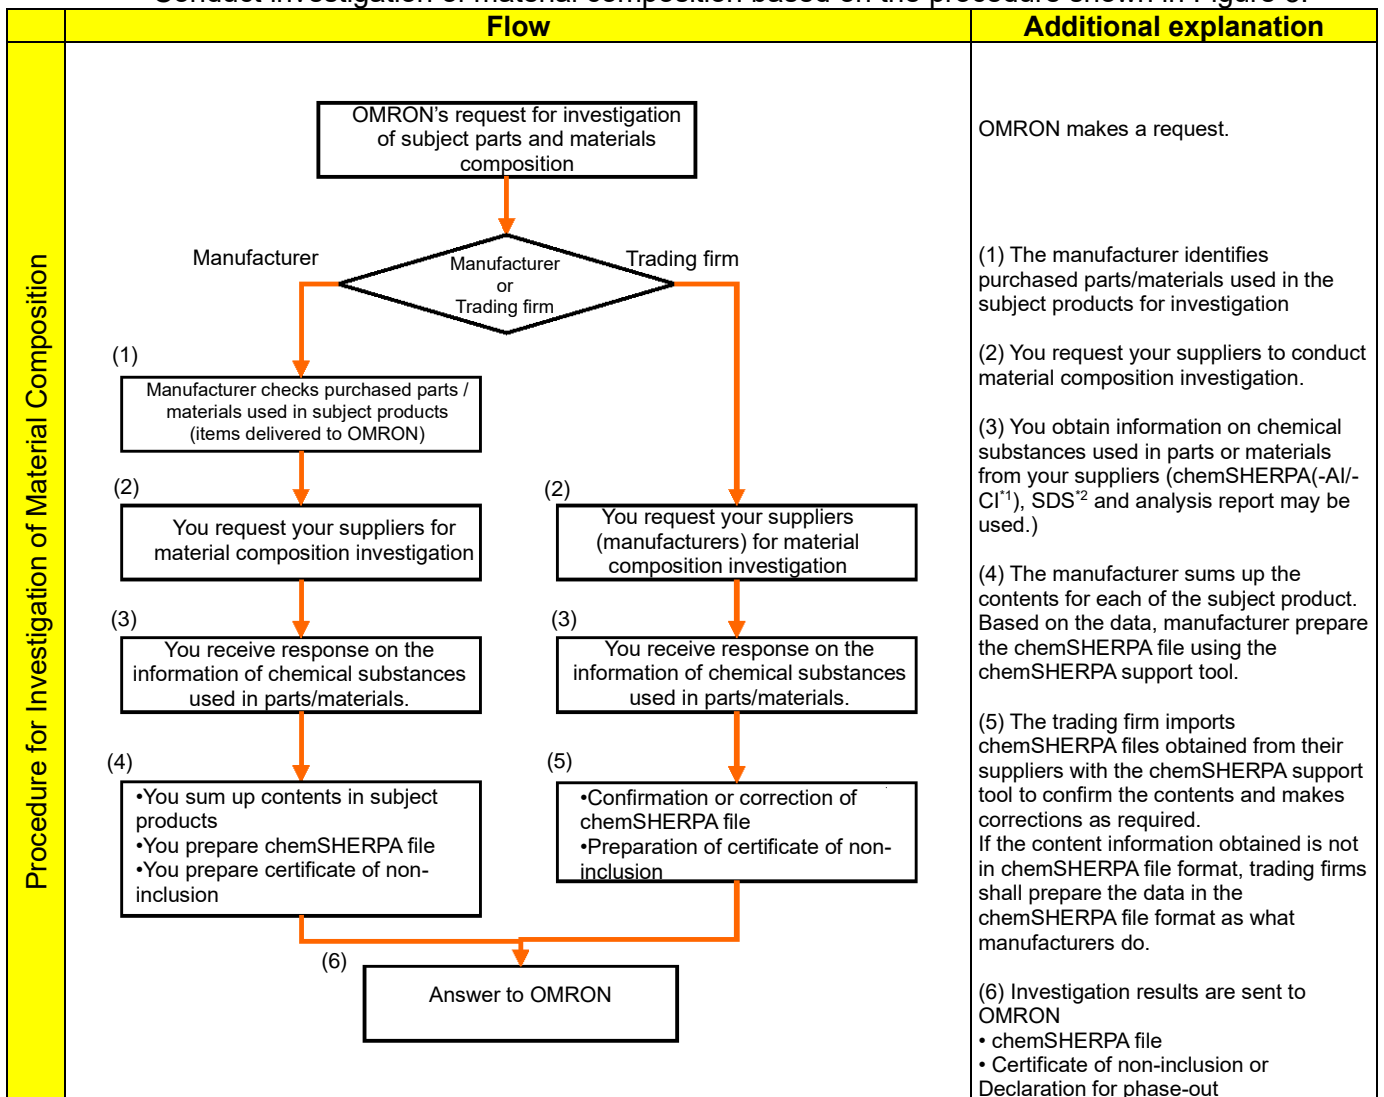 Conduct investigation of material composition based on the procedure shown in Figure
Flow
Additional explanation
Procedure for Investigation of Material Composition
OMRON's request for investigation
of subject parts and materials
composition
Manufacturer
Manufacturer
or
Trading firm
Trading firm
(1)
Manufacturer checks purchased parts /
materials used in subject products
(items delivered to OMRON)
(2)
You request your suppliers for
material composition investigation
(2)
You request your suppliers
(manufacturers) for material
composition investigation
(3)
You receive response on the
information of chemical substances
used in parts/materials.
(3)
You receive response on the
information of chemical substances
used in parts/materials.
(4)
•You sum up contents in subject
products
•You prepare chemSHERPA file
•You prepare certificate of non-
inclusion
(5)
•Confirmation or correction of
chemSHERPA file
•Preparation of certificate of non-
inclusion
(6)
Answer to OMRON
OMRON makes a request.
(1) The manufacturer identifies
purchased parts/materials used in the
subject products for investigation
(2) You request your suppliers to conduct
material composition investigation.
(3) You obtain information on chemical
substances used in parts or materials
from your suppliers (chemSHERPA(-AI/-
CI*1), SDS*2 and analysis report may be
used.)
(4) The manufacturer sums up the
contents for each of the subject product.
Based on the data, manufacturer prepare
the chemSHERPA file using the
chemSHERPA support tool.
(5) The trading firm imports
chemSHERPA files obtained from their
suppliers with the chemSHERPA support
tool to confirm the contents and makes
corrections as required.
If the content information obtained is not
in chemSHERPA file format, trading firms
shall prepare the data in the
chemSHERPA file format as what
manufacturers do.
(6) Investigation results are sent to
OMRON
• chemSHERPA file
• Certificate of non-inclusion or
Declaration for phase-out